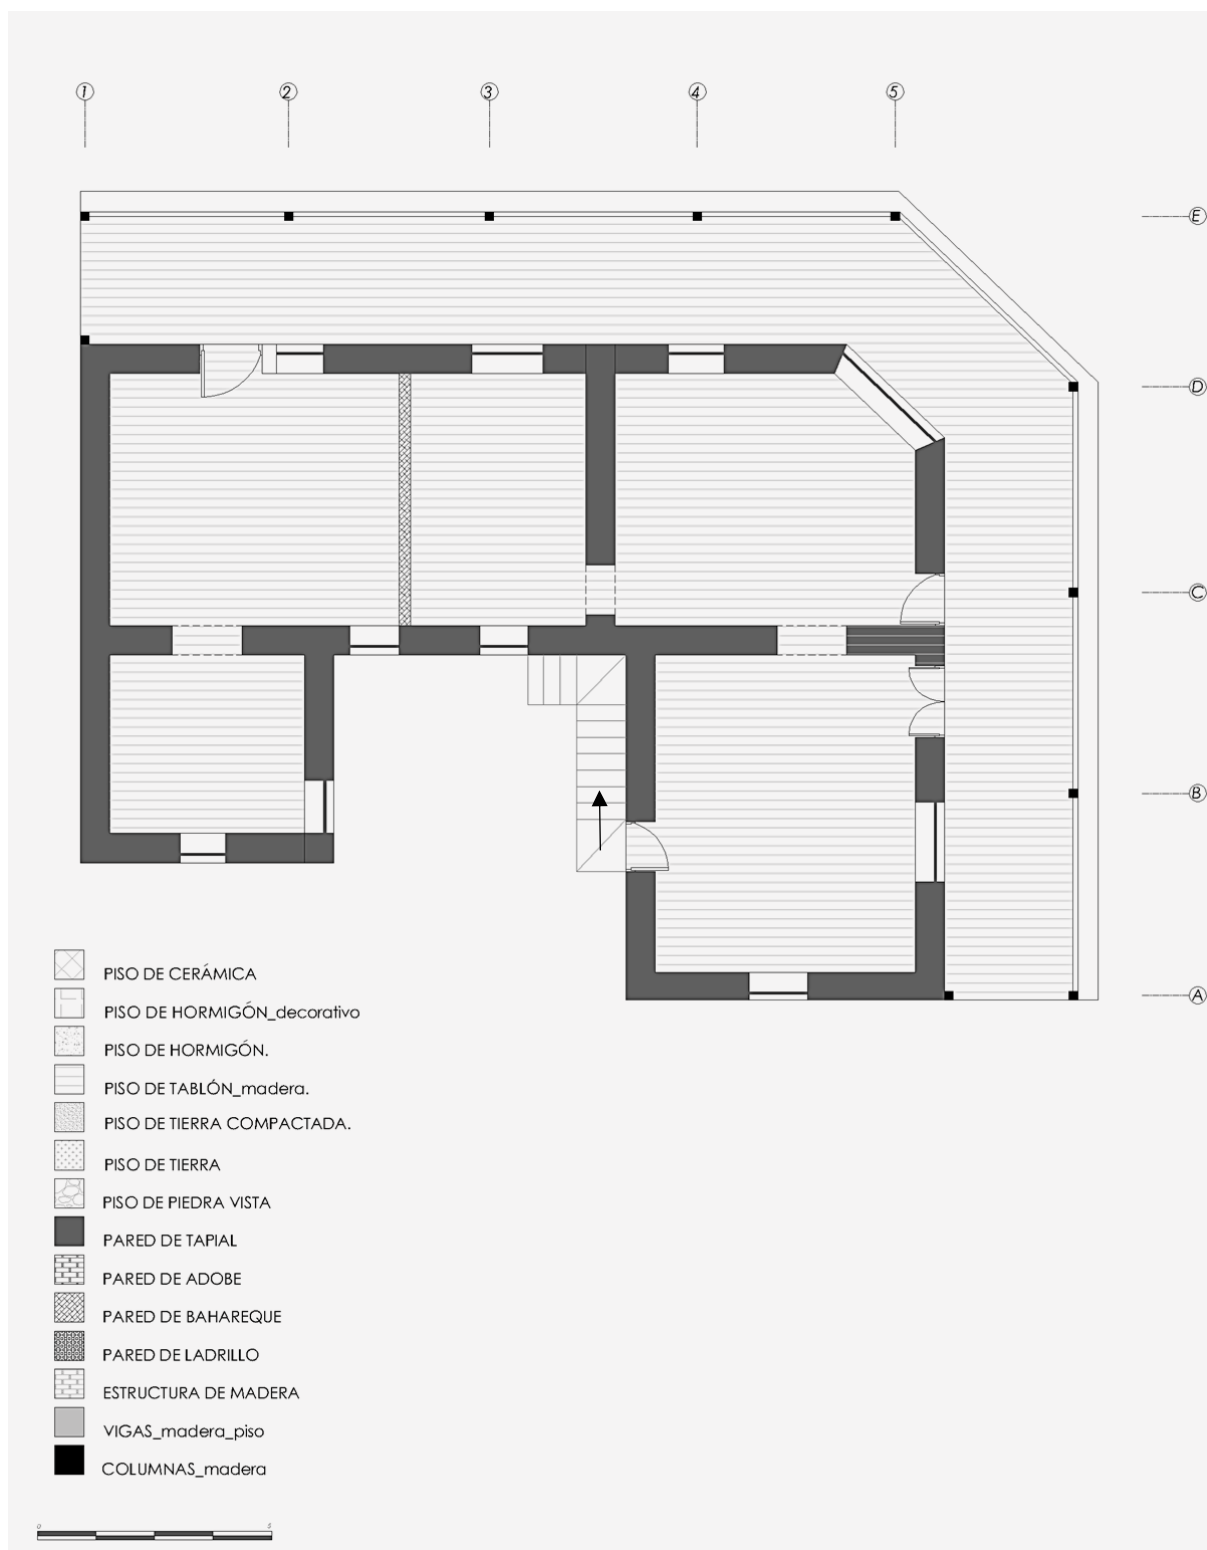 1 2 3 4 5
E
D
C
B
A
PISO DE CERÁMICA
PISO DE HORMIGÓN_decorativo
PISO DE HORMIGÓN.
PISO DE TABLÓN_madera.
PISO DE TIERRA COMPACTADA.
PISO DE TIERRA
PISO DE PIEDRA VISTA
PARED DE TAPIAL
PARED DE ADOBE
PARED DE BAHAREQUE
PARED DE LADRILLO
ESTRUCTURA DE MADERA
VIGAS_madera_piso
COLUMNAS_madera
0 5